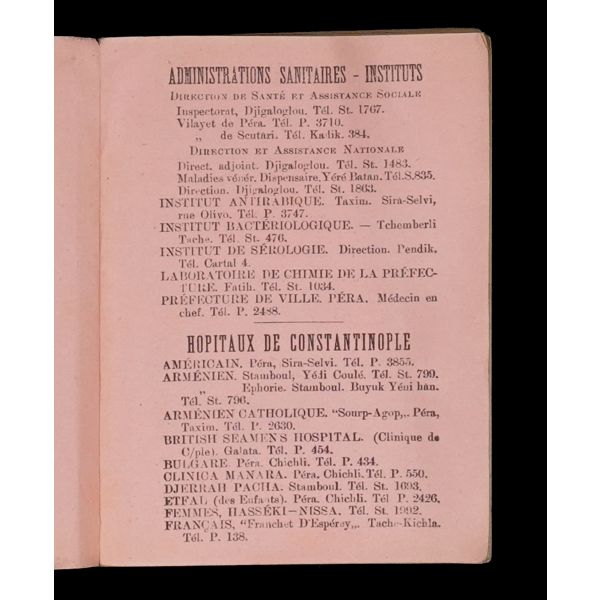 ADMINISTRATIONS SANITAIRES - INSTITUTS
DIRECTION DE SANTÉ ET ASSISTANCE SOCIALE
Inspectorat, Djigaloglou. Tél. St. 1767.
Vilayet de Péra. Tél. P. 3710.
„ de Scutari. Tél. Kadik. 384.
DIRECTION ET ASSISTANCE NATIONALE
Direct. adjoint. Djigaloglou. Tél. St. 1483.
Maladies vénér. Dispensaire. Yéré Batan. Tél.S.835.
Direction. Djigaloglou. Tél. St. 1863.
INSTITUT ANTIRABIQUE. Taxim. Sira-Selvi,
rue Olivo. Tél. P. 3747.
INSTITUT BACTÉRIOLOGIQUE. — Tchemberli
Tache. Tél. St. 476.
INSTITUT DE SÉROLOGIE. Direction. Pendik.
Tél. Cartal 4.
LABORATOIRE DE CHIMIE DE LA PRÉFEC-
TURE. Fatih. Tél. St. 1034.
PRÉFECTURE DE VILLE. PÉRA. Médecin en
chef. Tél. P. 2488.
HOPITAUX DE CONSTANTINOPLE
AMÉRICAIN. Péra, Sira-Selvi. Tél. P. 3855.
ARMÉNIEN. Stamboul, Yédi Coulé. Tél. St. 799.
„ Ephorie. Stamboul. Buyuk Yéni han.
Tél. St. 796.
ARMÉNIEN CATHOLIQUE. “Sourp-Agop„. Péra,
Taxim. Tél. P. 2630.
BRITISH SEAMENS HOSPITAL. (Clinique de
C/ple). Galata. Tél. P. 454.
BULGARE. Péra. Chichli. Tél. P. 434.
CLINICA MANARA. Péra. Chichli. Tél. P. 550.
DJERRAH PACHA. Stamboul. Tél. St. 1693.
ETFAL (des Enfants). Péra. Chichli. Tél P. 2426.
FEMMES, HASSÉKI—NISSA. Tél. St. 1992.
FRANÇAIS, “Franchet D'Espérey„. Tache-Kichla.
Tél. P. 138.